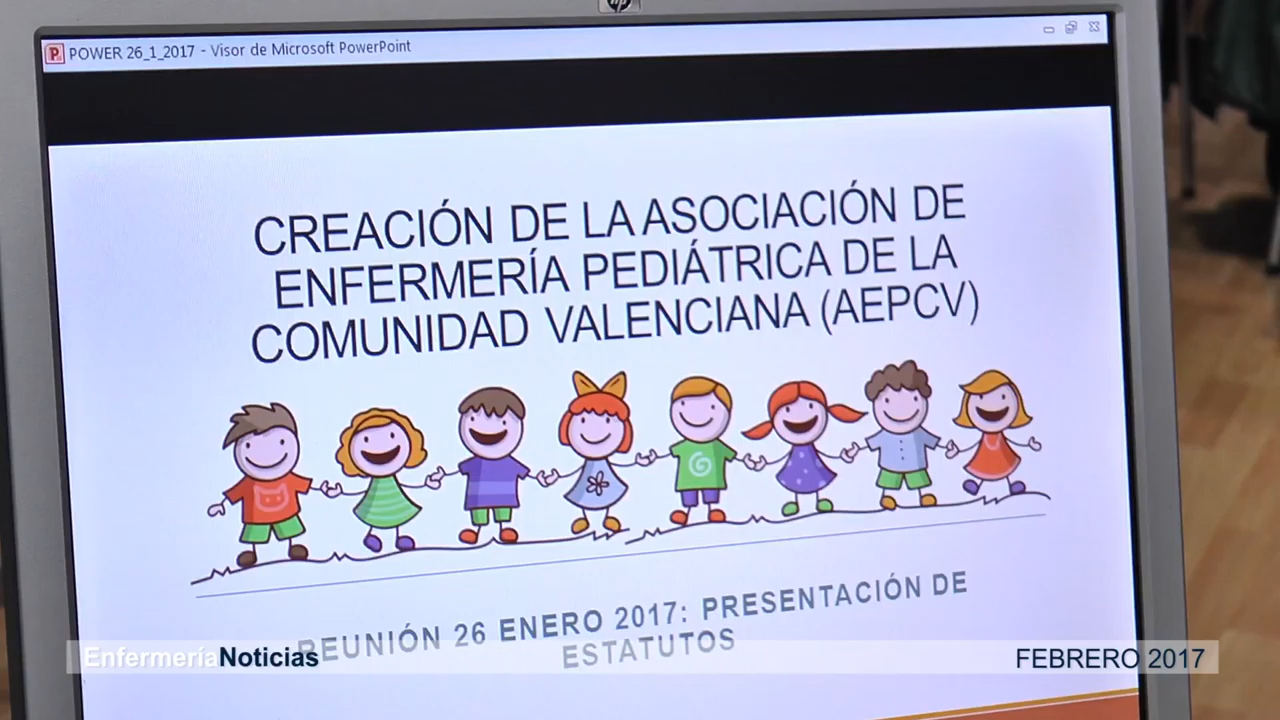 hp
POWER 26_1_2017 - Visor de Microsoft PowerPoint
CREACIÓN DE LA ASOCIACIÓN DE
ENFERMERÍA PEDIÁTRICA DE LA
COMUNIDAD VALENCIANA (AEPCV)
REUNIÓN 26 ENERO 2017: PRESENTACIÓN DE
ESTATUTOS
EnfermeríaNoticias
FEBRERO 2017